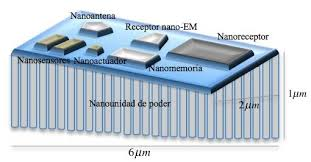 Nanoantena
Receptor nano-EM
Nanoreceptor
Nanosensores
Nanoactuador
Nanomemoria
Nanounidad de poder
2μm
1μm
6μm